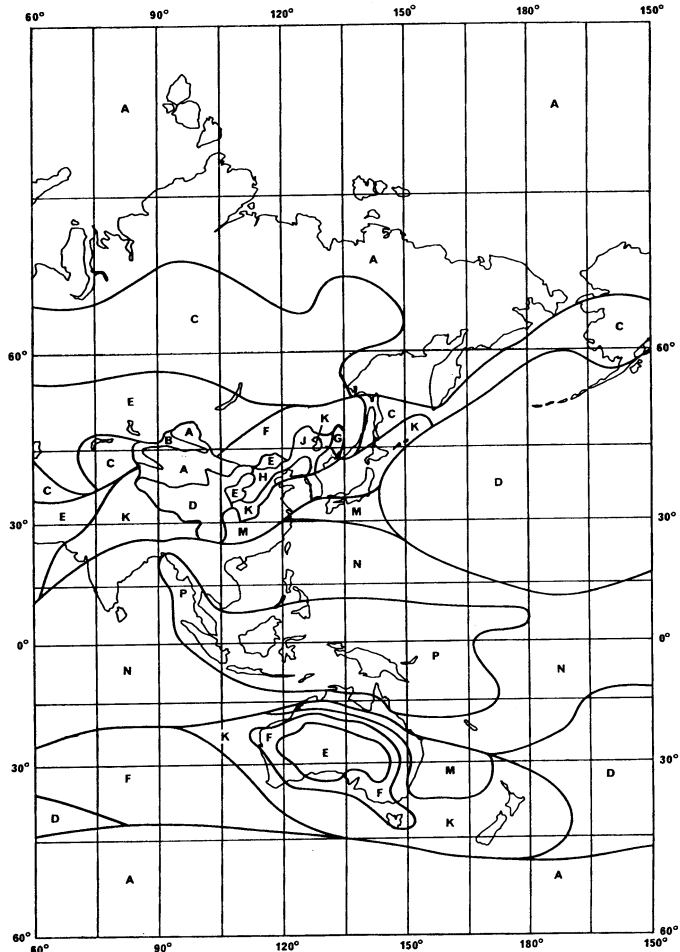 60° 90° 120° 150° 180° 150°
A A
A
C C
60° 60°
E A K C
B F J G K
C A E D
C H
E D E
30° E K K M 30°
M
N
P
0° 0°
N P N
K F
E M
30° F D 30°
F
D K
A A
60° 60°
60° 90° 120° 150° 180° 150°